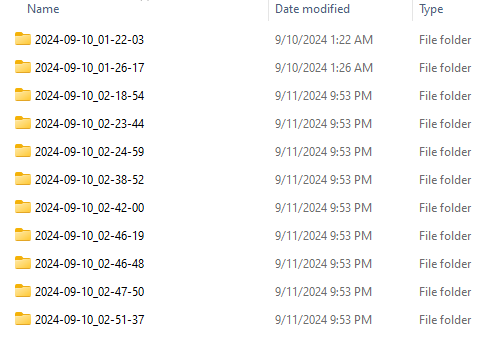 Name Date modified Type
2024-09-10_01-22-03 9/10/2024 1:22 AM File folder
2024-09-10_01-26-17 9/10/2024 1:26 AM File folder
2024-09-10_02-18-54 9/11/2024 9:53 PM File folder
2024-09-10_02-23-44 9/11/2024 9:53 PM File folder
2024-09-10_02-24-59 9/11/2024 9:53 PM File folder
2024-09-10_02-38-52 9/11/2024 9:53 PM File folder
2024-09-10_02-42-00 9/11/2024 9:53 PM File folder
2024-09-10_02-46-19 9/11/2024 9:53 PM File folder
2024-09-10_02-46-48 9/11/2024 9:53 PM File folder
2024-09-10_02-47-50 9/11/2024 9:53 PM File folder
2024-09-10_02-51-37 9/11/2024 9:53 PM File folder